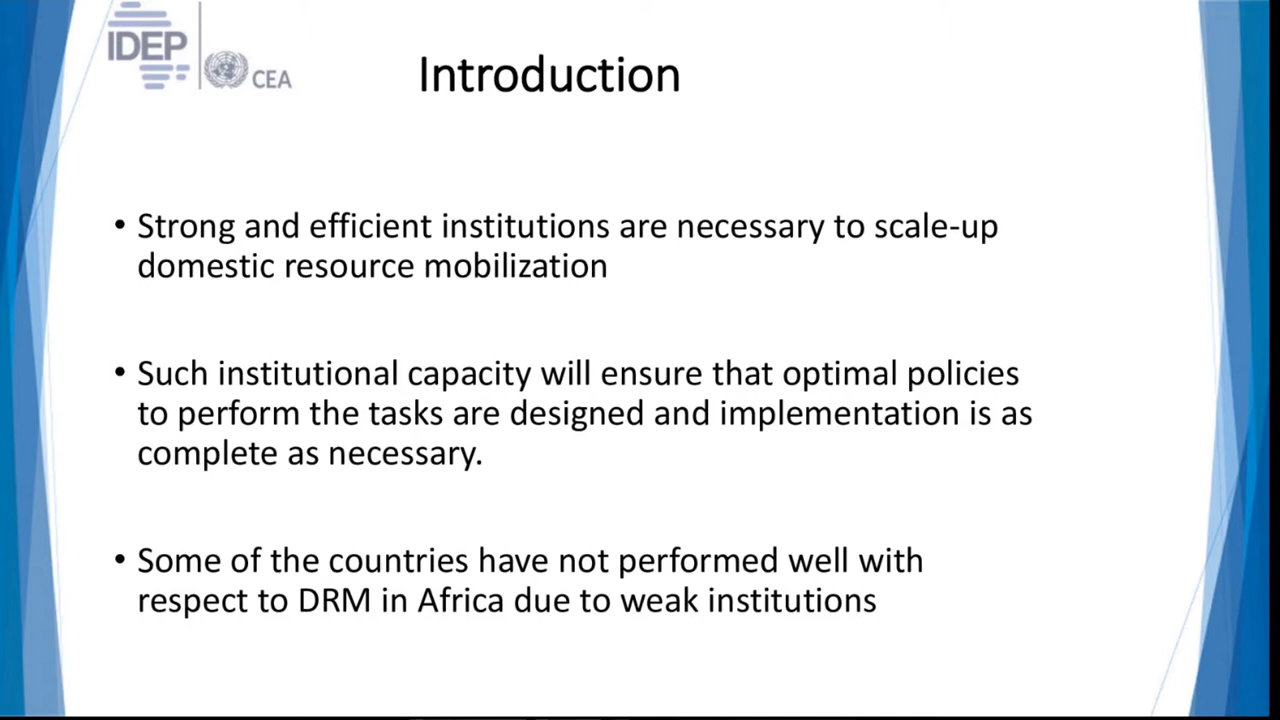 IDEP
CEA
Introduction
• Strong and efficient institutions are necessary to scale-up
domestic resource mobilization
• Such institutional capacity will ensure that optimal policies
to perform the tasks are designed and implementation is as
complete as necessary.
• Some of the countries have not performed well with
respect to DRM in Africa due to weak institutions